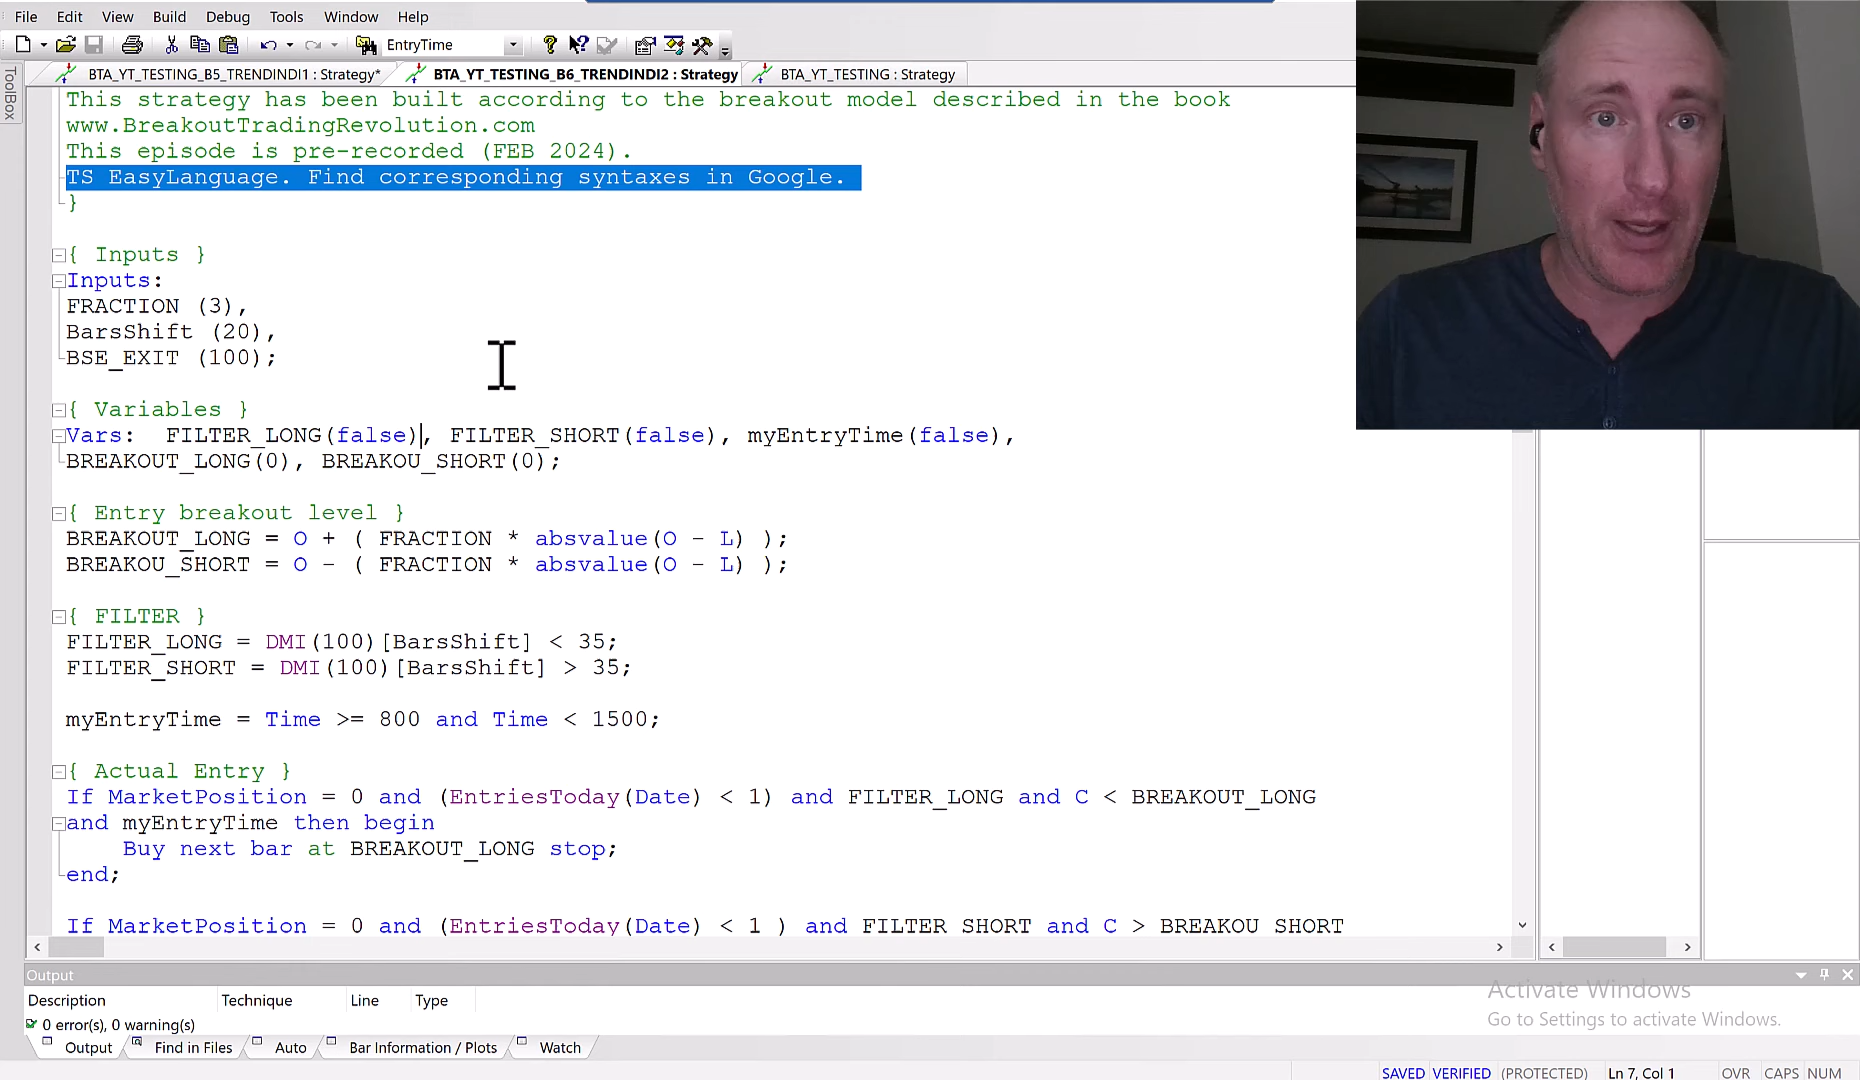 File Edit View Build Debug Tools Window Help
EntryTime
BTA_YT_TESTING_B5_TRENDINDI1 : Strategy* BTA_YT_TESTING_B6_TRENDINDI2 : Strategy BTA_YT_TESTING : Strategy
ToolBox
This strategy has been built according to the breakout model described in the book
www.BreakoutTradingRevolution.com
This episode is pre-recorded (FEB 2024).
TS EasyLanguage. Find corresponding syntaxes in Google.
}
{ Inputs }
Inputs:
FRACTION (3),
BarsShift (20),
BSE_EXIT (100);
{ Variables }
Vars:  FILTER_LONG(false), FILTER_SHORT(false), myEntryTime(false),
BREAKOUT_LONG(0), BREAKOU_SHORT(0);
{ Entry breakout level }
BREAKOUT_LONG = O + ( FRACTION * absvalue(O - L) );
BREAKOU_SHORT = O - ( FRACTION * absvalue(O - L) );
{ FILTER }
FILTER_LONG = DMI(100)[BarsShift] < 35;
FILTER_SHORT = DMI(100)[BarsShift] > 35;
myEntryTime = Time >= 800 and Time < 1500;
{ Actual Entry }
If MarketPosition = 0 and (EntriesToday(Date) < 1) and FILTER_LONG and C < BREAKOUT_LONG
and myEntryTime then begin
Buy next bar at BREAKOUT_LONG stop;
end;
If MarketPosition = 0 and (EntriesToday(Date) < 1 ) and FILTER_SHORT and C > BREAKOU_SHORT
Output
Description Technique Line Type
0 error(s), 0 warning(s)
Output Find in Files Auto Bar Information / Plots Watch
Activate Windows
Go to Settings to activate Windows.
SAVED VERIFIED (PROTECTED) Ln 7, Col 1 OVR CAPS NUM